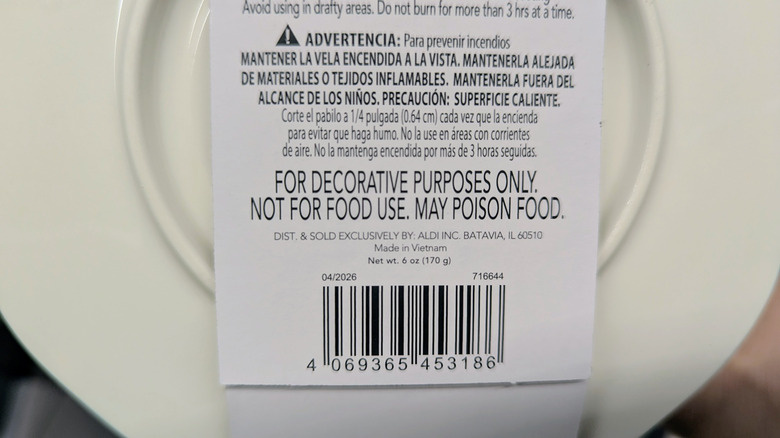 Avoid using in drafty areas. Do not burn for more than 3 hrs at a time.
ADVERTENCIA: Para prevenir incendios
MANTENER LA VELA ENCENDIDA A LA VISTA. MANTENERLA ALEJADA
DE MATERIALES O TEJIDOS INFLAMABLES. MANTENERLA FUERA DEL
ALCANCE DE LOS NIÑOS. PRECAUCIÓN: SUPERFICIE CALIENTE.
Corte el pabilo a 1/4 pulgada (0.64 cm) cada vez que la encienda
para evitar que haga humo. No la use en áreas con corrientes
de aire. No la mantenga encendida por más de 3 horas seguidas.
FOR DECORATIVE PURPOSES ONLY.
NOT FOR FOOD USE. MAY POISON FOOD.
DIST. & SOLD EXCLUSIVELY BY: ALDI INC. BATAVIA, IL 60510
Made in Vietnam
Net wt. 6 oz (170 g)
04/2026 716644
4 069365 453186